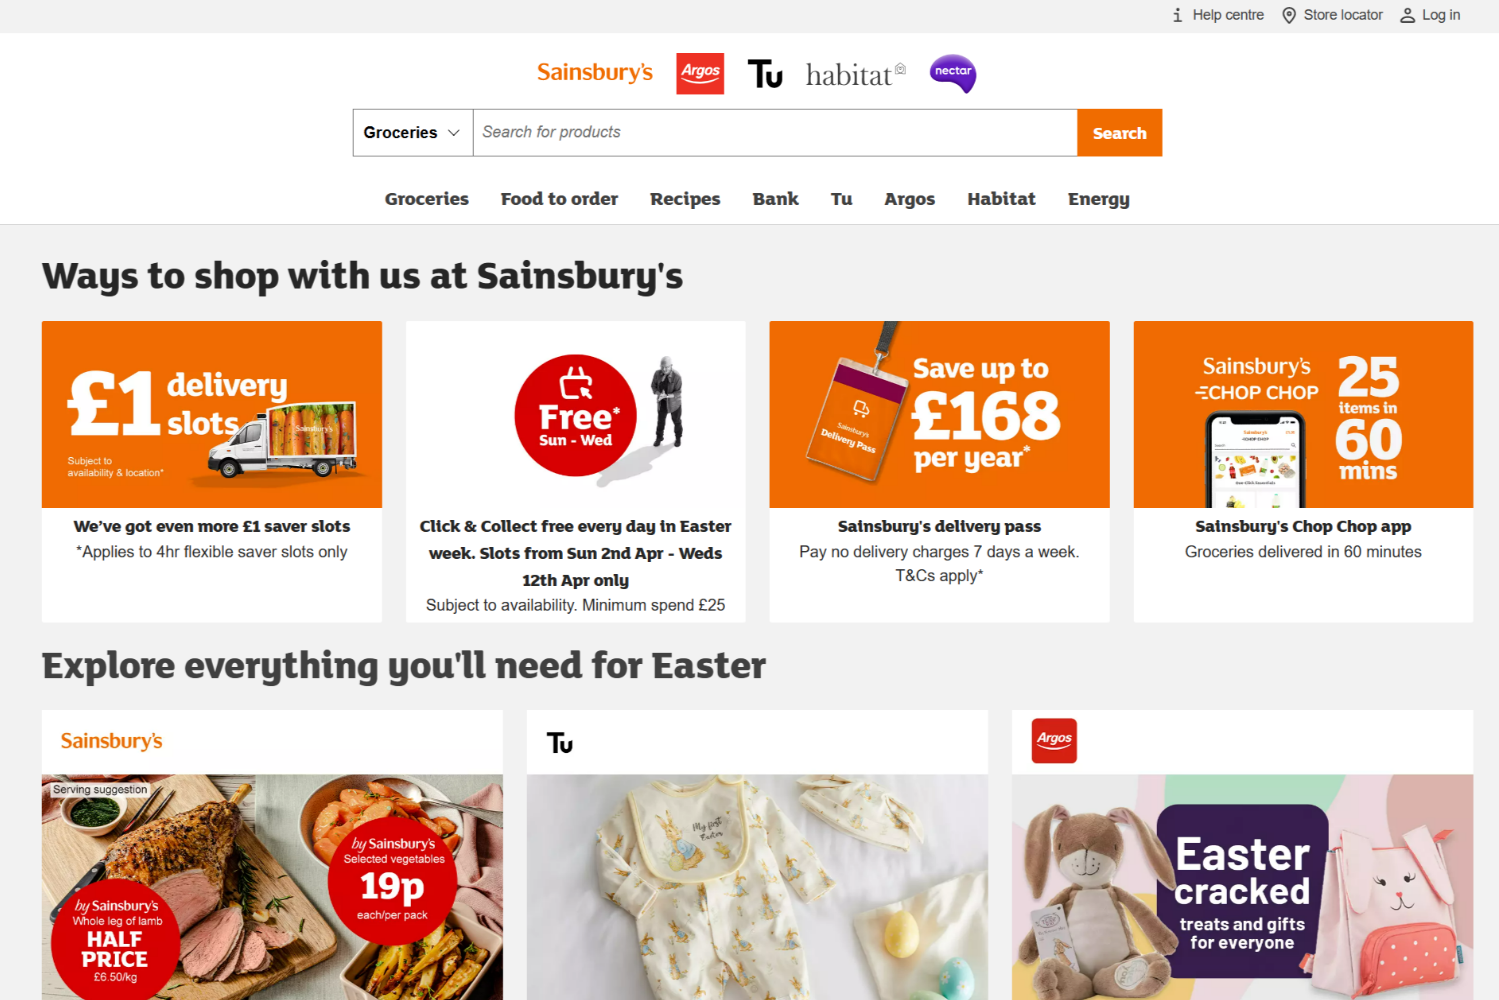 Help centre
Store locator
Log in
Sainsbury's
Argos
Tu
habitat
nectar
Groceries
Search for products
Search
Groceries
Food to order
Recipes
Bank
Tu
Argos
Habitat
Energy
Ways to shop with us at Sainsbury's
£1 delivery
slots
Subject to
availability & location*
Sainsbury's
Free*
Sun - Wed
Sainsbury's
Delivery Pass
Save up to
£168
per year*
Sainsbury's
CHOP CHOP
25
items in
60
mins
We've got even more £1 saver slots
*Applies to 4hr flexible saver slots only
Click & Collect free every day in Easter
week. Slots from Sun 2nd Apr - Weds
12th Apr only
Subject to availability. Minimum spend £25
Sainsbury's delivery pass
Pay no delivery charges 7 days a week.
T&Cs apply*
Sainsbury's Chop Chop app
Groceries delivered in 60 minutes
Explore everything you'll need for Easter
Sainsbury's
Serving suggestion
by Sainsbury's
Selected vegetables
19p
each/per pack
by Sainsbury's
Whole leg of lamb
HALF
PRICE
£6.50/kg
Tu
My first
Easter
Argos
Easter
cracked
treats and gifts
for everyone